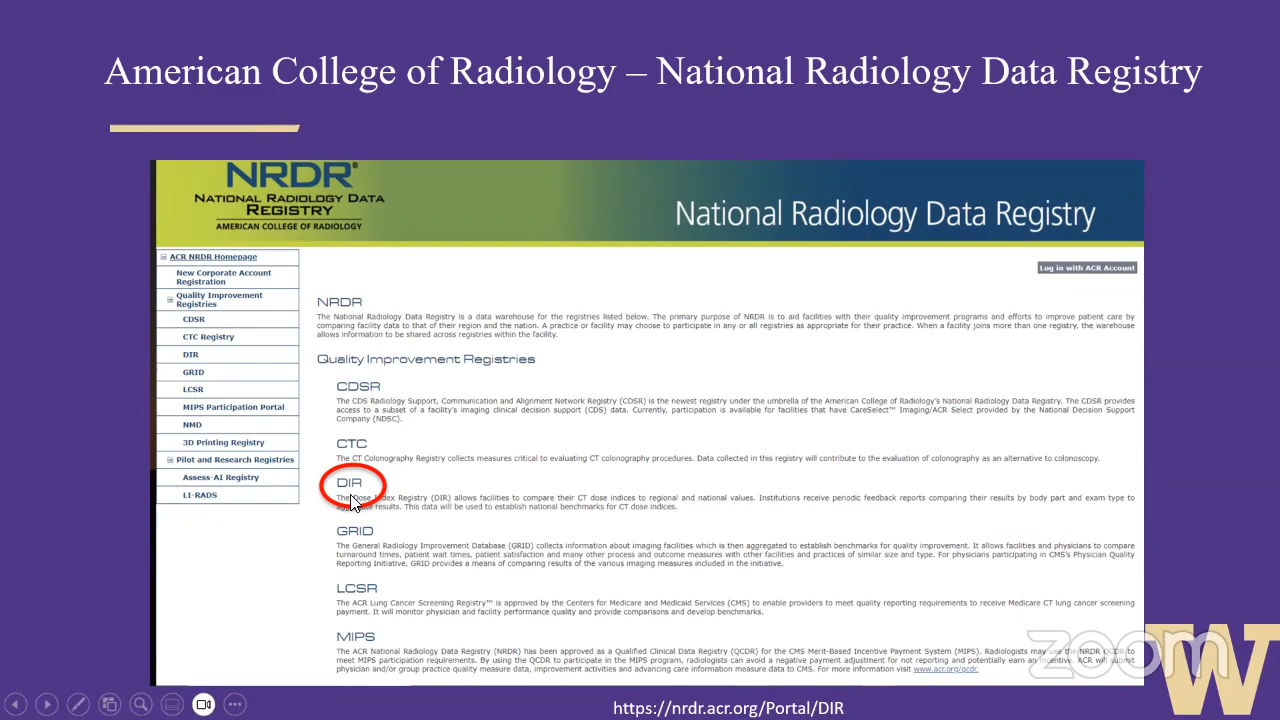 American College of Radiology – National Radiology Data Registry
NRDR®
NATIONAL RADIOLOGY DATA
REGISTRY
AMERICAN COLLEGE OF RADIOLOGY
National Radiology Data Registry
ACR NRDR Homepage
New Corporate Account
Registration
Quality Improvement
Registries
CDSR
CTC Registry
DIR
GRID
LCSR
MIPS Participation Portal
NMD
3D Printing Registry
Pilot and Research Registries
Assess-AI Registry
LI-RADS
Log in with ACR Account
NRDR
The National Radiology Data Registry is a data warehouse for the registries listed below. The primary purpose of NRDR is to aid facilities with their quality improvement programs and efforts to improve patient care by
comparing facility data to that of their region and the nation. A practice or facility may choose to participate in any or all registries as appropriate for their practice. When a facility joins more than one registry, the warehouse
allows information to be shared across registries within the facility.
Quality Improvement Registries
CDSR
The CDS Radiology Support, Communication and Alignment Network Registry (CDSR) is the newest registry under the umbrella of the American College of Radiology's National Radiology Data Registry. The CDSR provides
access to a subset of a facility's imaging clinical decision support (CDS) data. Currently, participation is available for facilities that have CareSelect™ Imaging/ACR Select provided by the National Decision Support
Company (NDSC).
CTC
The CT Colonography Registry collects measures critical to evaluating CT colonography procedures. Data collected in this registry will contribute to the evaluation of colonography as an alternative to colonoscopy.
DIR
The Dose Index Registry (DIR) allows facilities to compare their CT dose indices to regional and national values. Institutions receive periodic feedback reports comparing their results by body part and exam type to
results. This data will be used to establish national benchmarks for CT dose indices.
GRID
The General Radiology Improvement Database (GRID) collects information about imaging facilities which is then aggregated to establish benchmarks for quality improvement. It allows facilities and physicians to compare
turnaround times, patient wait times, patient satisfaction and many other process and outcome measures with other facilities and practices of similar size and type. For physicians participating in CMS's Physician Quality
Reporting Initiative, GRID provides a means of comparing results of the various imaging measures included in the initiative.
LCSR
The ACR Lung Cancer Screening Registry™ is approved by the Centers for Medicare and Medicaid Services (CMS) to enable providers to meet quality reporting requirements to receive Medicare CT lung cancer screening
payment. It will monitor physician and facility performance quality and provide comparisons and develop benchmarks.
MIPS
The ACR National Radiology Data Registry (NRDR) has been approved as a Qualified Clinical Data Registry (QCDR) for the CMS Merit-Based Incentive Payment System (MIPS). Radiologists may use the NRDR QCDR to
meet MIPS participation requirements. By using the QCDR to participate in the MIPS program, radiologists can avoid a negative payment adjustment for not reporting and potentially earn an incentive. ACR will submit
physician and/or group practice quality measure data, improvement activities and advancing care information measure data to CMS. For more information visit www.acr.org/qcdr.
zoom
W
https://nrdr.acr.org/Portal/DIR